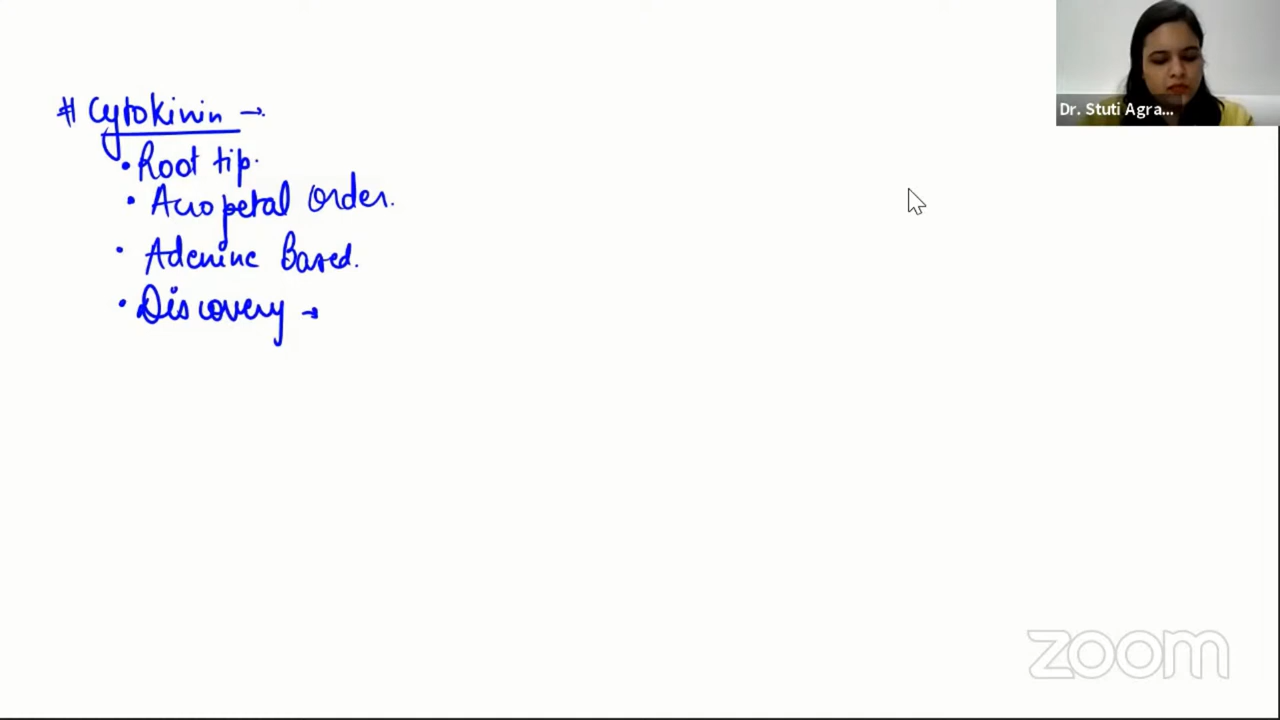 # Cytokinin →
• Root tip.
• Acropetal Order.
• Adenine Based.
• Discovery →
Dr. Stuti Agra...
zoom